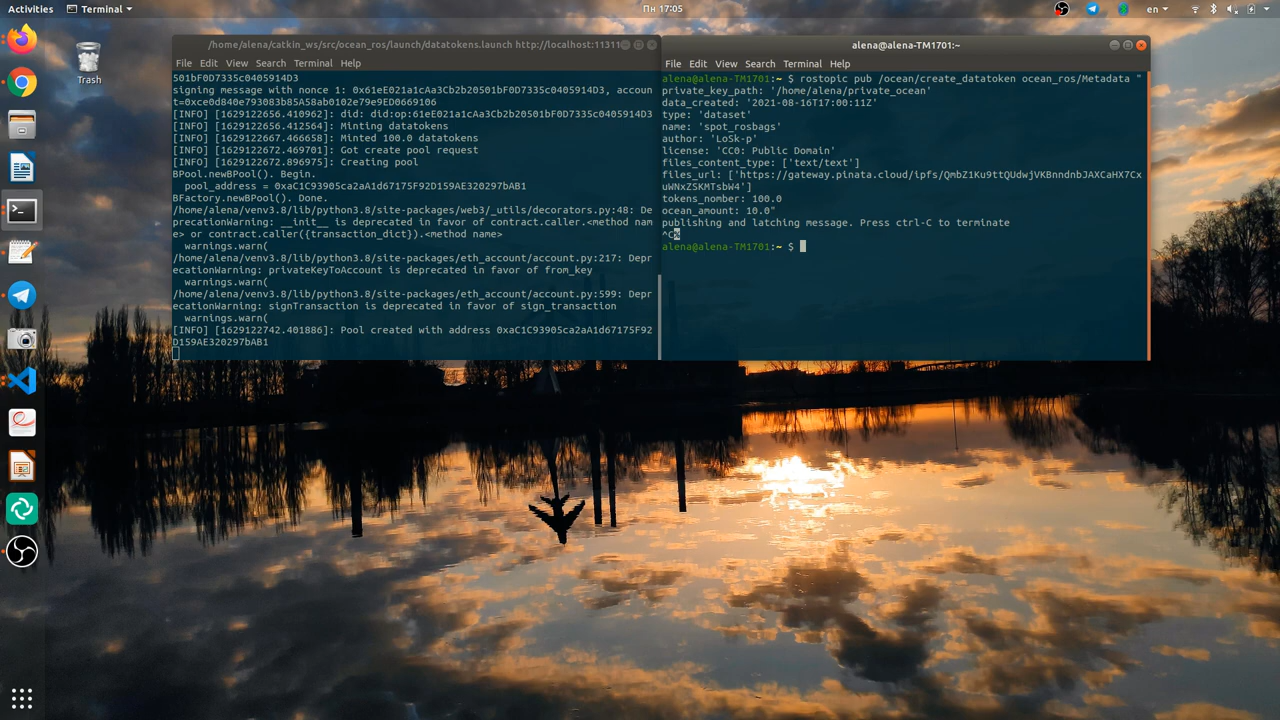 Activities
Terminal
Пн 17:05
en
Trash
/home/alena/catkin_ws/src/ocean_ros/launch/datatokens.launch http://localhost:11311
File Edit View Search Terminal Help
501bF0D7335c0405914D3
signing message with nonce 1: 0x61eE021a1cAa3Cb2b20501bF0D7335c0405914D3, accoun
t=0xce0d840e793083b85A58ab0102e79e9ED0669106
[INFO] [1629122656.410962]: did: did:op:61eE021a1cAa3Cb2b20501bF0D7335c0405914D3
[INFO] [1629122656.412564]: Minting datatokens
[INFO] [1629122667.466658]: Minted 100.0 datatokens
[INFO] [1629122672.469701]: Got create pool request
[INFO] [1629122672.896975]: Creating pool
BPool.newBPool(). Begin.
pool_address = 0xaC1C93905ca2aA1d67175F92D159AE320297bAB1
BFactory.newBPool(). Done.
/home/alena/venv3.8/lib/python3.8/site-packages/web3/_utils/decorators.py:48: De
precationWarning: __init__ is deprecated in favor of contract.caller.<method nam
e> or contract.caller({transaction_dict}).<method name>
warnings.warn(
/home/alena/venv3.8/lib/python3.8/site-packages/eth_account/account.py:217: Depr
ecationWarning: privateKeyToAccount is deprecated in favor of from_key
warnings.warn(
/home/alena/venv3.8/lib/python3.8/site-packages/eth_account/account.py:599: Depr
ecationWarning: signTransaction is deprecated in favor of sign_transaction
warnings.warn(
[INFO] [1629122742.401886]: Pool created with address 0xaC1C93905ca2aA1d67175F92
D159AE320297bAB1
alena@alena-TM1701:~
File Edit View Search Terminal Help
alena@alena-TM1701:~ $ rostopic pub /ocean/create_datatoken ocean_ros/Metadata "
private_key_path: '/home/alena/private_ocean'
data_created: '2021-08-16T17:00:11Z'
type: 'dataset'
name: 'spot_rosbags'
author: 'LoSk-p'
license: 'CC0: Public Domain'
files_content_type: ['text/text']
files_url: ['https://gateway.pinata.cloud/ipfs/QmbZ1Ku9ttQUdwjVKBnndnbJAXCaHX7Cx
uWNxZSKMTsbW4']
tokens_nomber: 100.0
ocean_amount: 10.0"
publishing and latching message. Press ctrl-C to terminate
^C%
alena@alena-TM1701:~ $